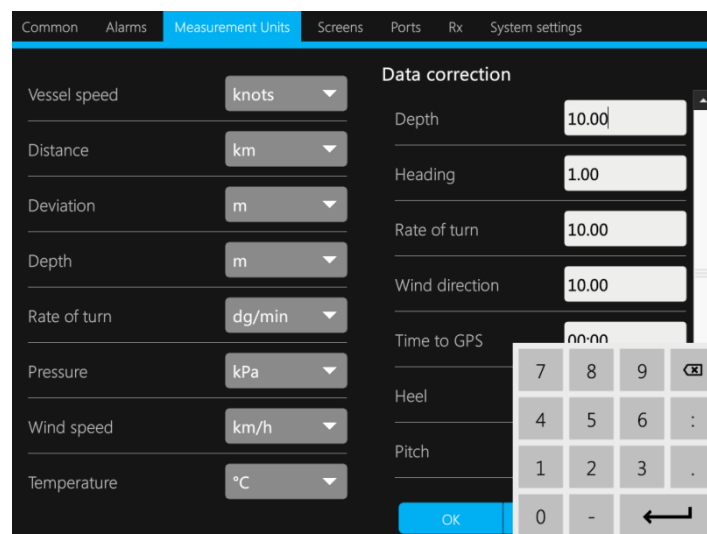 Common Alarms Measurement Units Screens Ports Rx System settings
Vessel speed knots
Distance km
Deviation m
Depth m
Rate of turn dg/min
Pressure kPa
Wind speed km/h
Temperature °C
Data correction
Depth 10.00
Heading 1.00
Rate of turn 10.00
Wind direction 10.00
Time to GPS 00:00
Heel
Pitch
OK
7 8 9
4 5 6 :
1 2 3 .
0 -